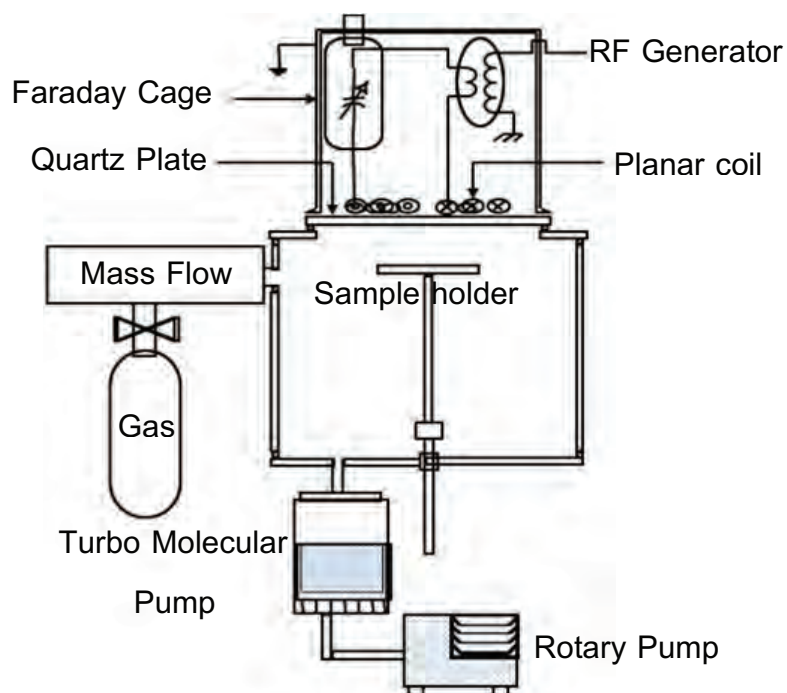 RF Generator
Faraday Cage
Quartz Plate
Planar coil
Mass Flow
Sample holder
Gas
Turbo Molecular
Pump
Rotary Pump